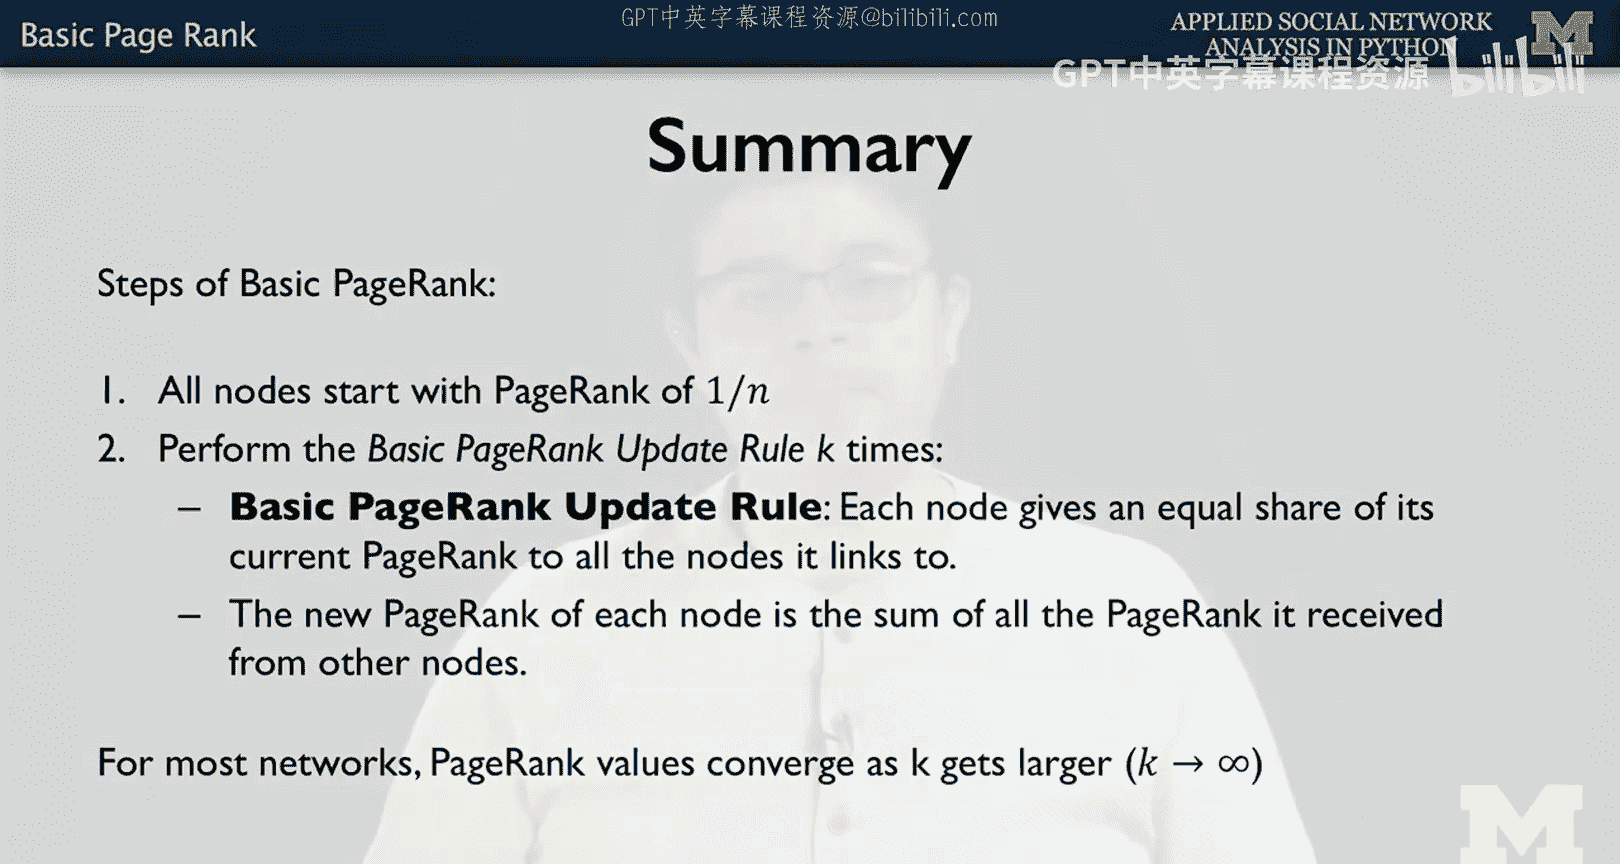 GPT中英字幕课程资源@bilibili.com
Basic Page Rank
APPLIED SOCIAL NETWORK
ANALYSIS IN PYTHON
M
GPT中英字幕课程资源 bilibili
Summary
Steps of Basic PageRank:
1. All nodes start with PageRank of 1/n
2. Perform the Basic PageRank Update Rule k times:
– Basic PageRank Update Rule: Each node gives an equal share of its
current PageRank to all the nodes it links to.
– The new PageRank of each node is the sum of all the PageRank it received
from other nodes.
For most networks, PageRank values converge as k gets larger (k → ∞)
M